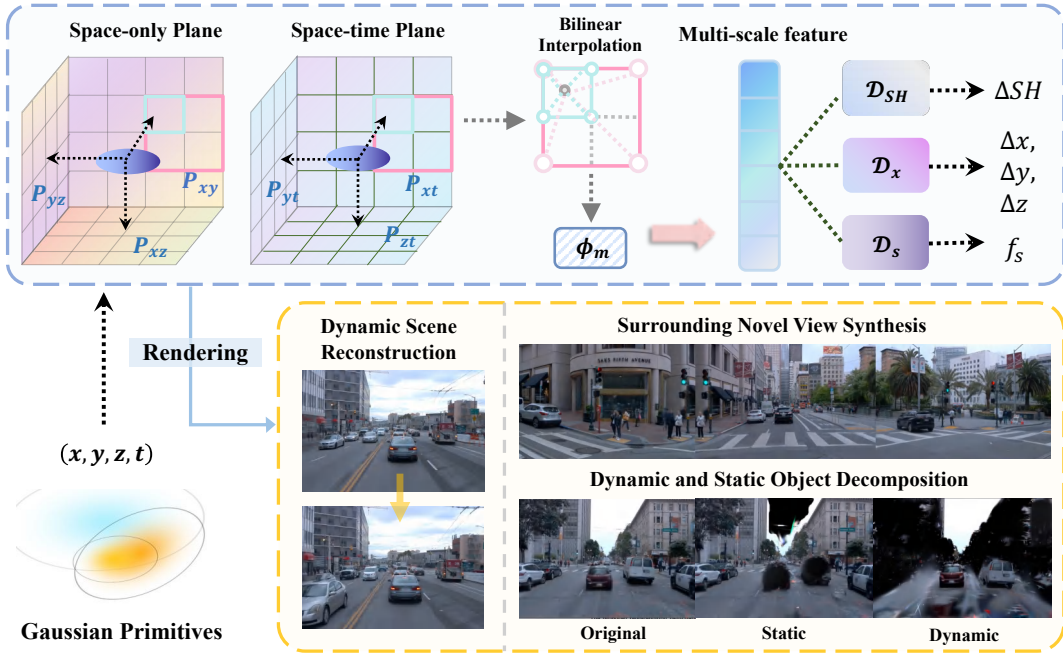 Space-only Plane
Space-time Plane
Bilinear
Interpolation
Multi-scale feature
P_yz
P_xy
P_xz
P_yt
P_xt
P_zt
ϕ_m
𝒟_SH
𝒟_x
𝒟_s
ΔSH
Δx,
Δy,
Δz
f_s
Rendering
(x, y, z, t)
Gaussian Primitives
Dynamic Scene
Reconstruction
Surrounding Novel View Synthesis
Dynamic and Static Object Decomposition
Original
Static
Dynamic